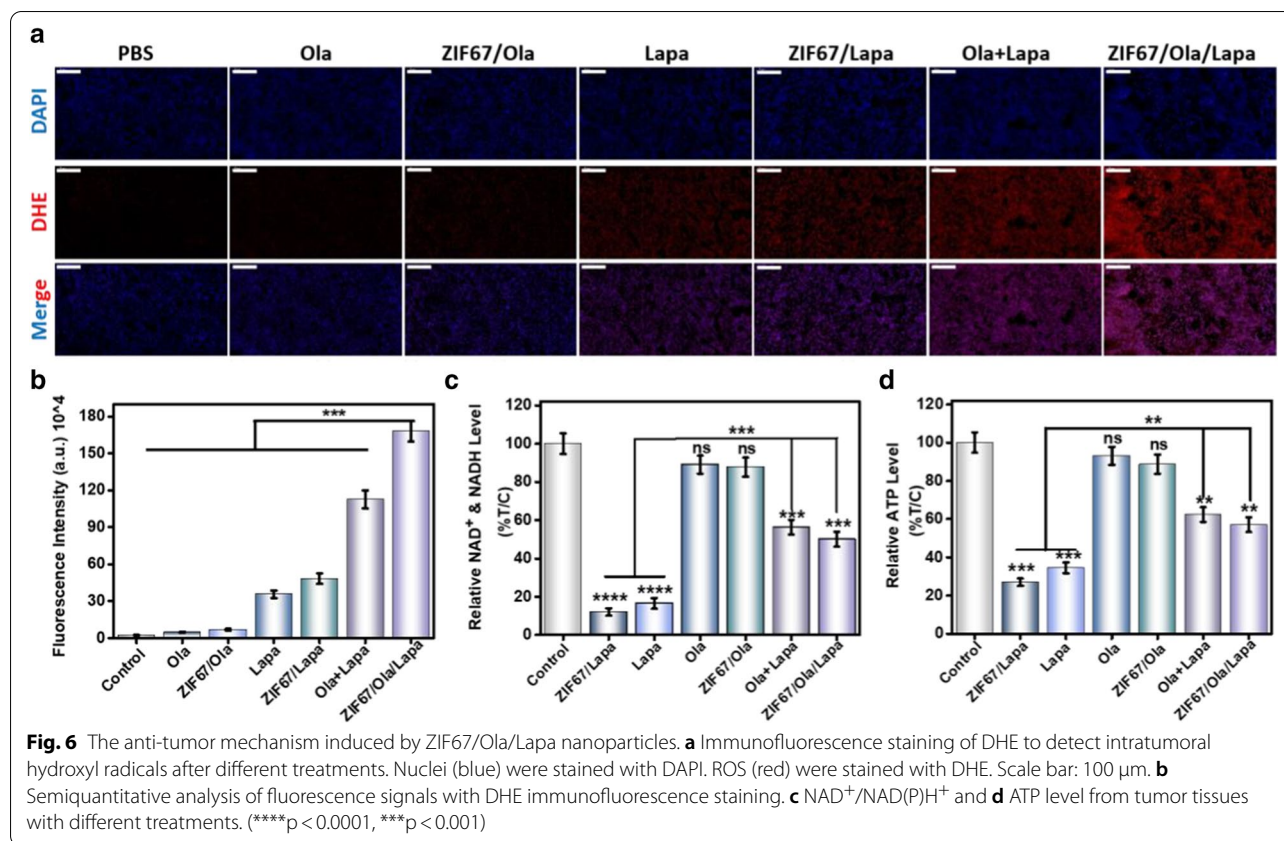 a
PBS Ola ZIF67/Ola Lapa ZIF67/Lapa Ola+Lapa ZIF67/Ola/Lapa
DAPI
DHE
Merge
b
Fluorescence Intensity (a.u.) 10^4
180
150
120
90
60
30
0
***
Control Ola ZIF67/Ola Lapa ZIF67/Lapa Ola+Lapa ZIF67/Ola/Lapa
c
Relative NAD⁺ & NADH Level
(%T/C)
120
100
80
60
40
20
0
***
**** **** ns ns *** ***
Control ZIF67/Lapa Lapa Ola ZIF67/Ola Ola+Lapa ZIF67/Ola/Lapa
d
Relative ATP Level
(%T/C)
120
100
80
60
40
20
0
**
*** *** ns ns ** **
Control ZIF67/Lapa Lapa Ola ZIF67/Ola Ola+Lapa ZIF67/Ola/Lapa
Fig. 6 The anti-tumor mechanism induced by ZIF67/Ola/Lapa nanoparticles. a Immunofluorescence staining of DHE to detect intratumoral
hydroxyl radicals after different treatments. Nuclei (blue) were stained with DAPI. ROS (red) were stained with DHE. Scale bar: 100 μm. b
Semiquantitative analysis of fluorescence signals with DHE immunofluorescence staining. c NAD⁺/NAD(P)H⁺ and d ATP level from tumor tissues
with different treatments. (****p < 0.0001, ***p < 0.001)